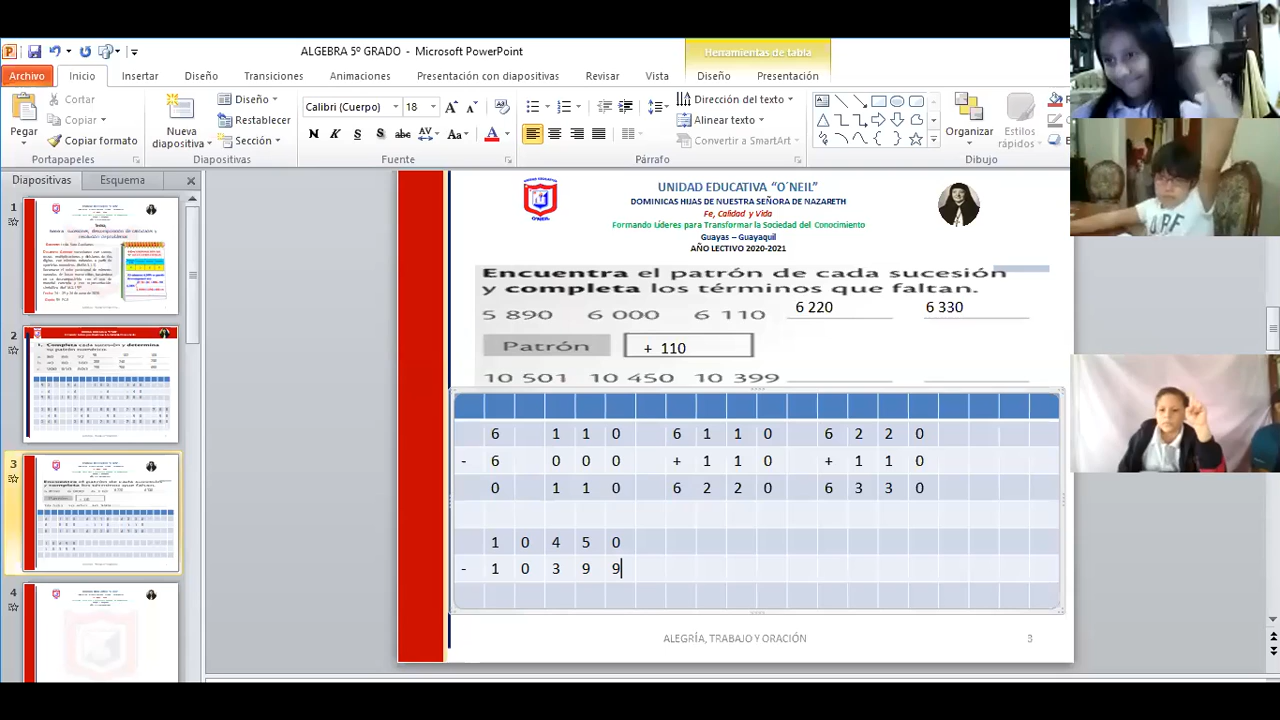 ALGEBRA 5º GRADO - Microsoft PowerPoint
Herramientas de tabla
Archivo Inicio Insertar Diseño Transiciones Animaciones Presentación con diapositivas Revisar Vista Diseño Presentación
Pegar
Cortar
Copiar
Copiar formato
Portapapeles
Nueva diapositiva
Diseño
Restablecer
Sección
Diapositivas
Calibri (Cuerpo) 18
N K S S abc AV Aa A
Fuente
Dirección del texto
Alinear texto
Convertir a SmartArt
Párrafo
Organizar
Estilos rápidos
Dibujo
Diapositivas Esquema
1
2
3
4
UNIDAD EDUCATIVA "O´NEIL"
DOMINICAS HIJAS DE NUESTRA SEÑORA DE NAZARETH
Fe, Calidad y Vida
Formando Líderes para Transformar la Sociedad del Conocimiento
Guayas – Guayaquil
AÑO LECTIVO 2020-2021
O´NEIL
Encuentra el patrón de cada sucesión
completa los términos que faltan.
5 890 6 000 6 110 6 220 6 330
Patrón + 110
501 10 450 10 399
6 1 1 0 6 1 1 0 6 2 2 0
- 6 0 0 0 + 1 1 0 + 1 1 0
1 1 0 6 2 2 0 6 3 3 0
1 0 4 5 0
- 1 0 3 9 9
ALEGRÍA, TRABAJO Y ORACIÓN
3